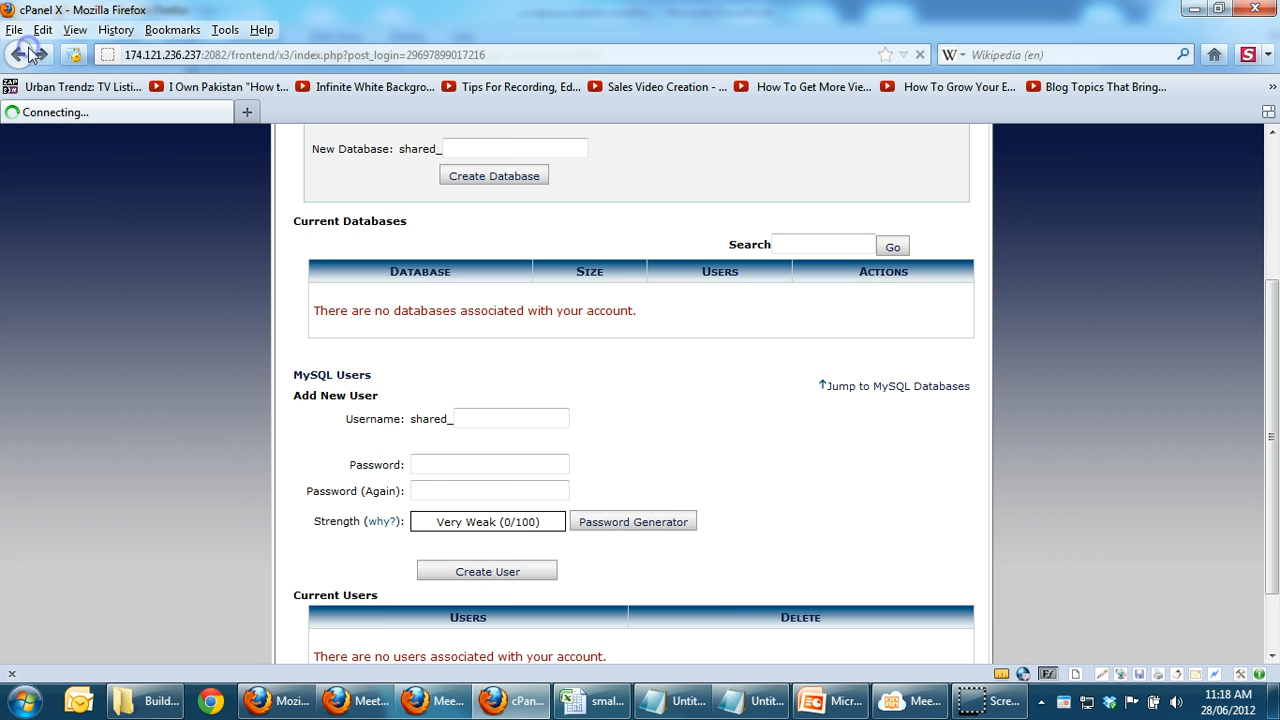 cPanel X - Mozilla Firefox
File Edit View History Bookmarks Tools Help
174.121.236.237:2082/frontend/x3/index.php?post_login=29697899017216
Wikipedia (en)
Urban Trendz: TV Listi...
I Own Pakistan "How t...
Infinite White Backgro...
Tips For Recording, Ed...
Sales Video Creation - ...
How To Get More Vie...
How To Grow Your E...
Blog Topics That Bring...
Connecting...
New Database: shared_
Create Database
Current Databases
Search
Go
DATABASE SIZE USERS ACTIONS
There are no databases associated with your account.
MySQL Users
Jump to MySQL Databases
Add New User
Username: shared_
Password:
Password (Again):
Strength (why?): Very Weak (0/100) Password Generator
Create User
Current Users
USERS DELETE
There are no users associated with your account.
Build...
Mozi...
Meet...
Mee...
cPan...
smal...
Untit...
Untit...
Micr...
Mee...
Scre...
11:18 AM
28/06/2012